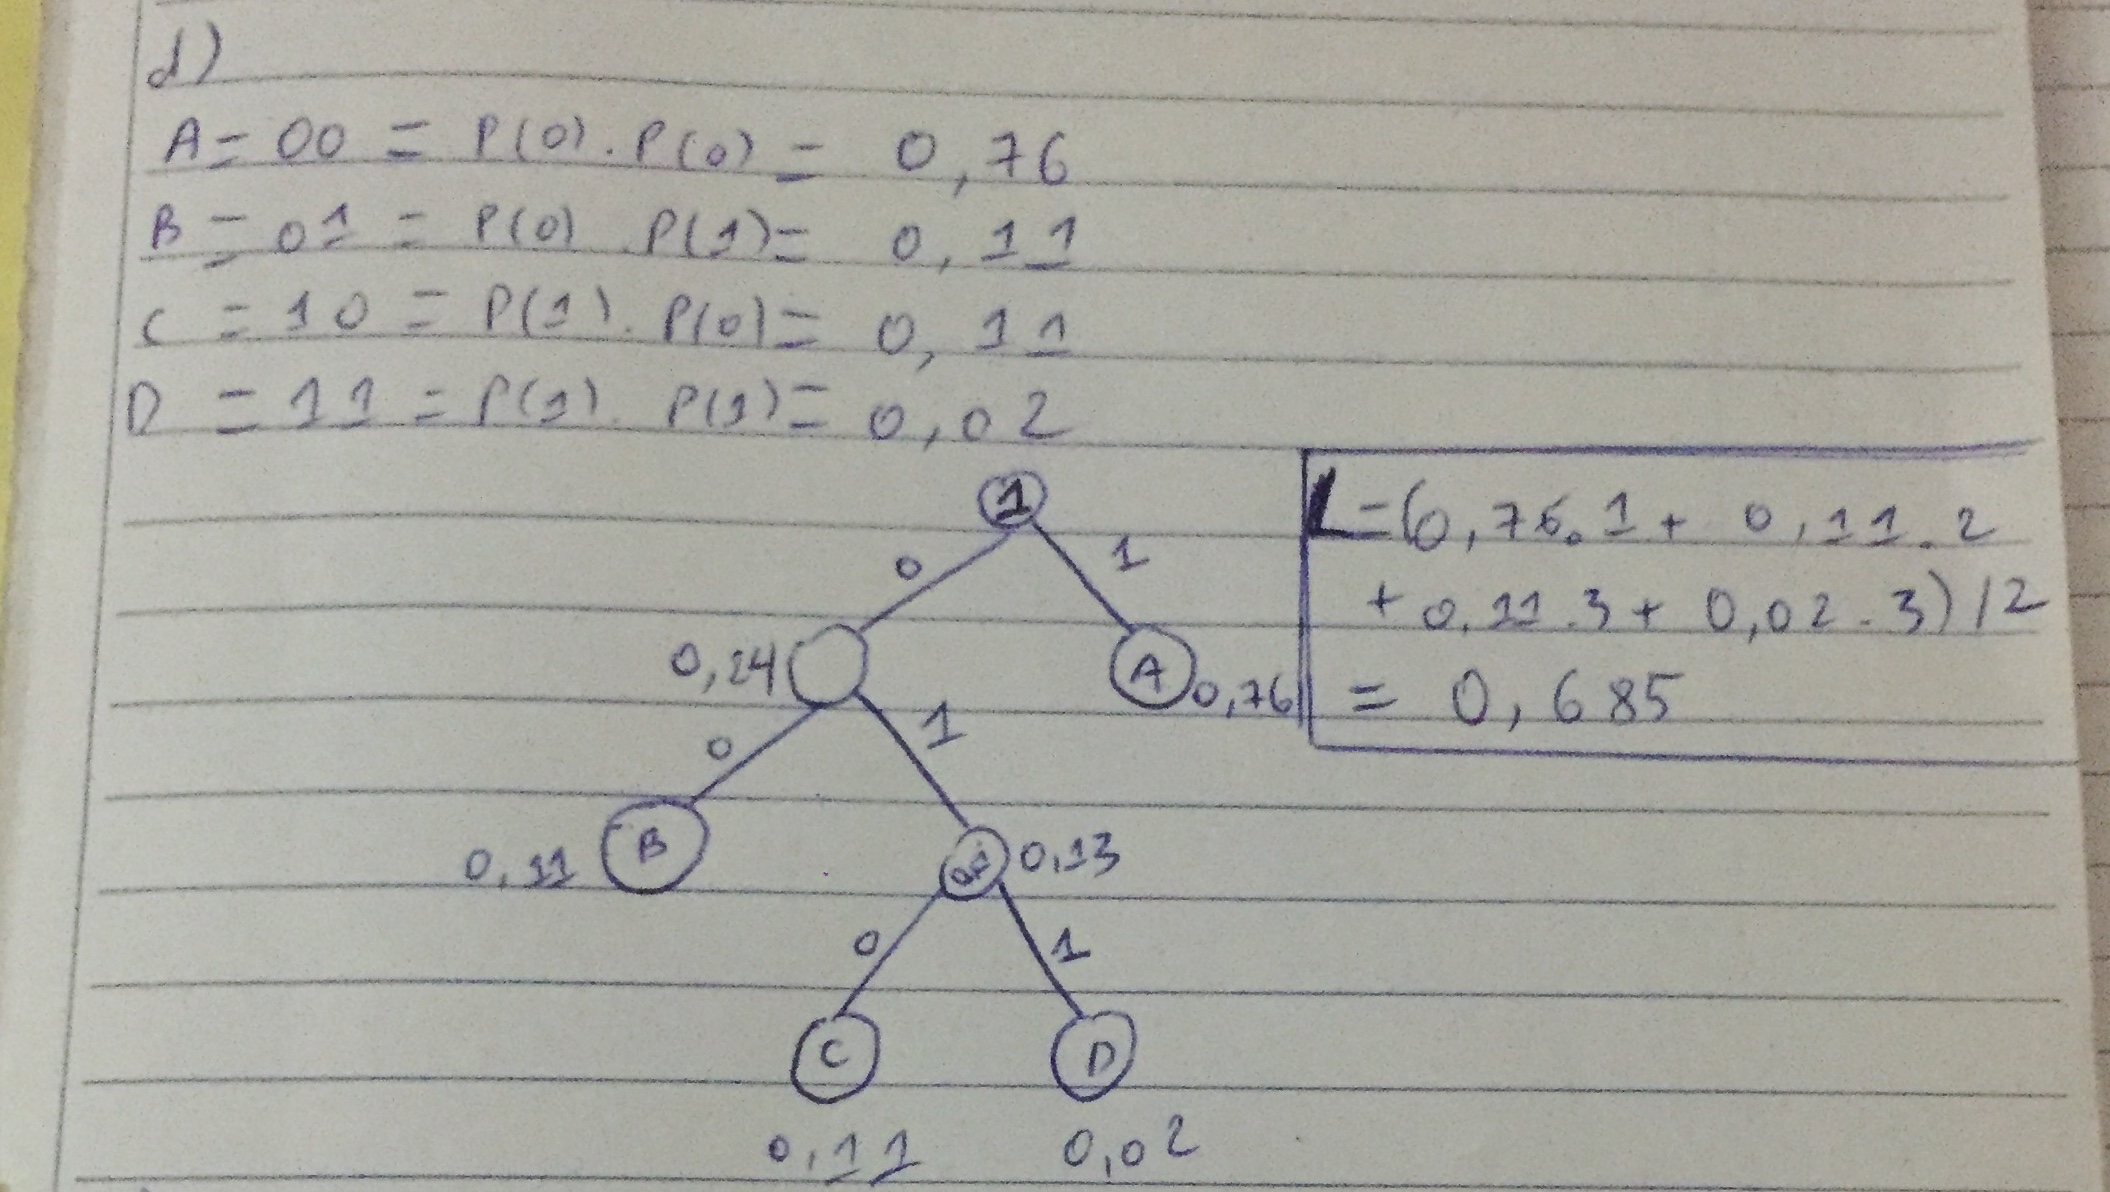 d)
A = 00 = P(0) . P(0) = 0,76
B = 01 = P(0) . P(1) = 0,11
C = 10 = P(1) . P(0) = 0,11
D = 11 = P(1) . P(1) = 0,02
1
L = (0,76 . 1 + 0,11 . 2
0 1
+ 0,11 . 3 + 0,02 . 3) / 2
0,24 A 0,76
= 0,685
0 1
0,11 B 0,13
0 1
C D
0,11 0,02